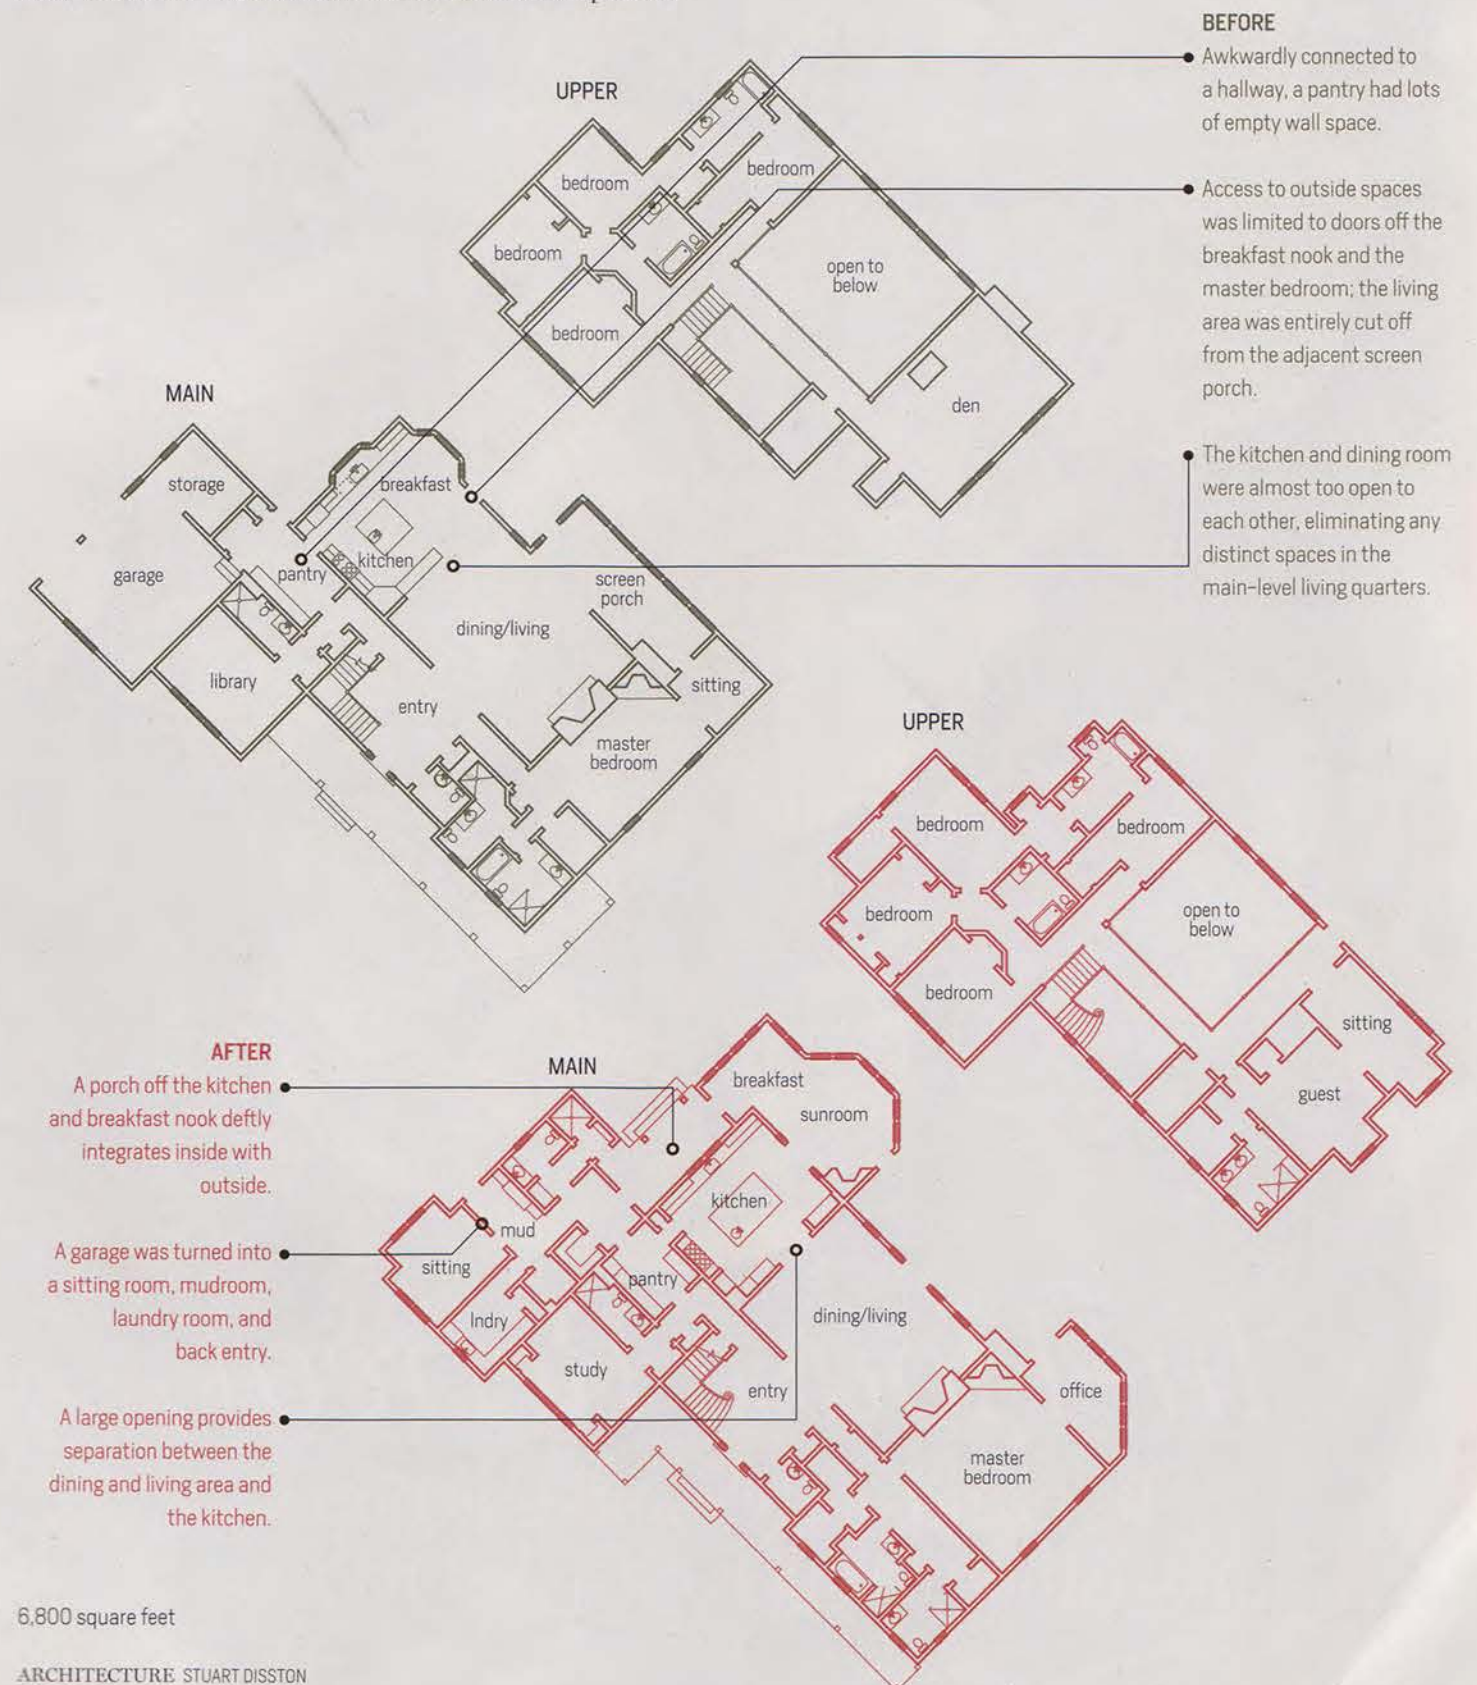 BEFORE
Awkwardly connected to
a hallway, a pantry had lots
of empty wall space.
Access to outside spaces
was limited to doors off the
breakfast nook and the
master bedroom; the living
area was entirely cut off
from the adjacent screen
porch.
The kitchen and dining room
were almost too open to
each other, eliminating any
distinct spaces in the
main-level living quarters.
UPPER
bedroom
bedroom
bedroom
bedroom
open to
below
den
MAIN
storage
breakfast
garage
pantry
kitchen
screen
porch
dining/living
library
entry
sitting
master
bedroom
UPPER
bedroom
bedroom
bedroom
bedroom
open to
below
sitting
guest
AFTER
A porch off the kitchen
and breakfast nook deftly
integrates inside with
outside.
A garage was turned into
a sitting room, mudroom,
laundry room, and
back entry.
A large opening provides
separation between the
dining and living area and
the kitchen.
MAIN
breakfast
sunroom
kitchen
mud
sitting
pantry
lndry
dining/living
study
entry
office
master
bedroom
6,800 square feet
ARCHITECTURE STUART DISSTON